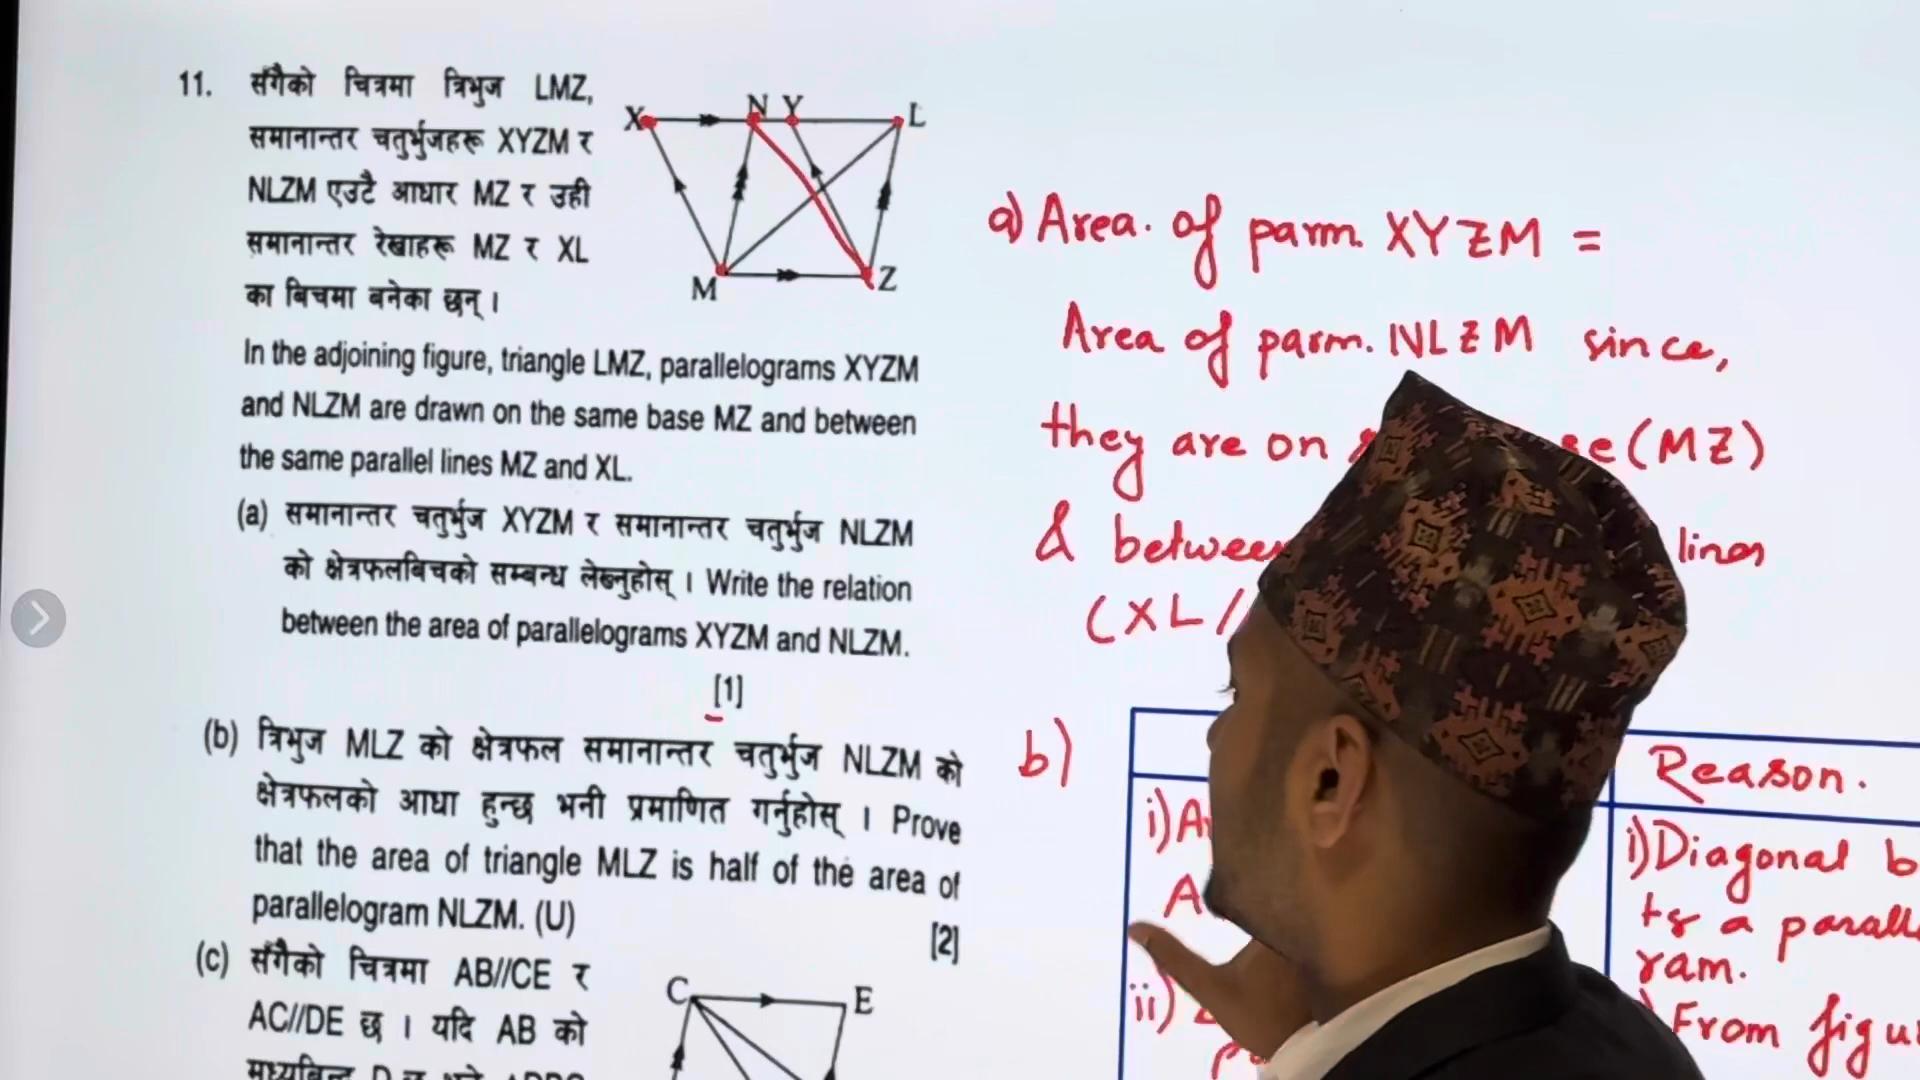 11. सँगैको चित्रमा त्रिभुज LMZ,
समानान्तर चतुर्भुजहरू XYZM र
NLZM एउटै आधार MZ र उही
समानान्तर रेखाहरू MZ र XL
का बिचमा बनेका छन् ।
X N Y L
M Z
In the adjoining figure, triangle LMZ, parallelograms XYZM
and NLZM are drawn on the same base MZ and between
the same parallel lines MZ and XL.
(a) समानान्तर चतुर्भुज XYZM र समानान्तर चतुर्भुज NLZM
को क्षेत्रफलबिचको सम्बन्ध लेख्नुहोस् । Write the relation
between the area of parallelograms XYZM and NLZM.
[1]
(b) त्रिभुज MLZ को क्षेत्रफल समानान्तर चतुर्भुज NLZM को
क्षेत्रफलको आधा हुन्छ भनी प्रमाणित गर्नुहोस् । Prove
that the area of triangle MLZ is half of the area of
parallelogram NLZM. (U) [2]
(c) सँगैको चित्रमा AB//CE र
AC//DE छ । यदि AB को
C E
a) Area. of parm. XYZM =
Area of parm. NLZM since,
they are on (MZ)
& between lines
(XL//
b)
Reason.
i)
i) Diagonal
a
ram.
ii)
From